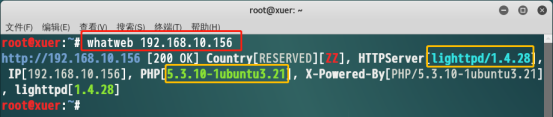 root@xuer: ~
文件(F) 编辑(E) 查看(V) 搜索(S) 终端(T) 帮助(H)
root@xuer:~# whatweb 192.168.10.156
http://192.168.10.156 [200 OK] Country[RESERVED][ZZ], HTTPServer[lighttpd/1.4.28],
IP[192.168.10.156], PHP[5.3.10-1ubuntu3.21], X-Powered-By[PHP/5.3.10-1ubuntu3.21]
, lighttpd[1.4.28]
root@xuer:~#